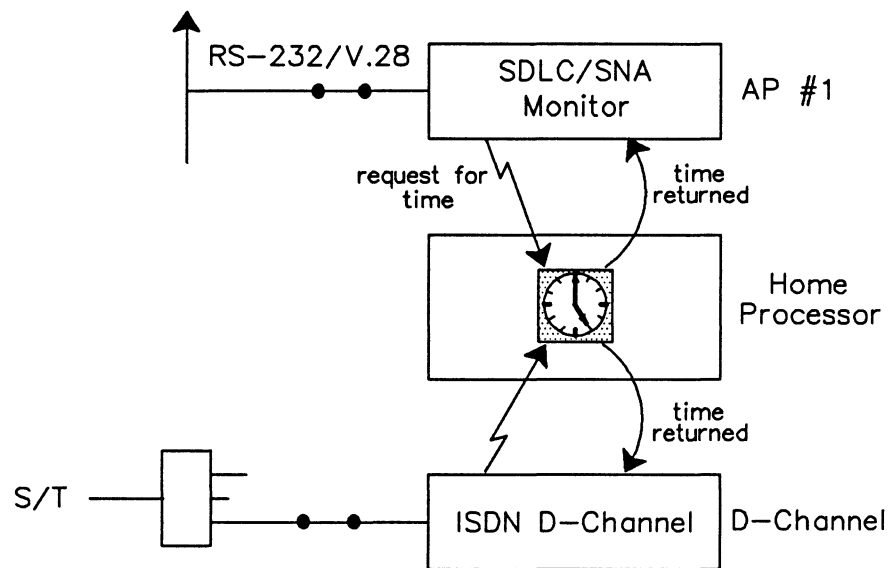 RS-232/V.28
SDLC/SNA
Monitor
AP #1
request for
time
time
returned
Home
Processor
time
returned
S/T
ISDN D-Channel
D-Channel